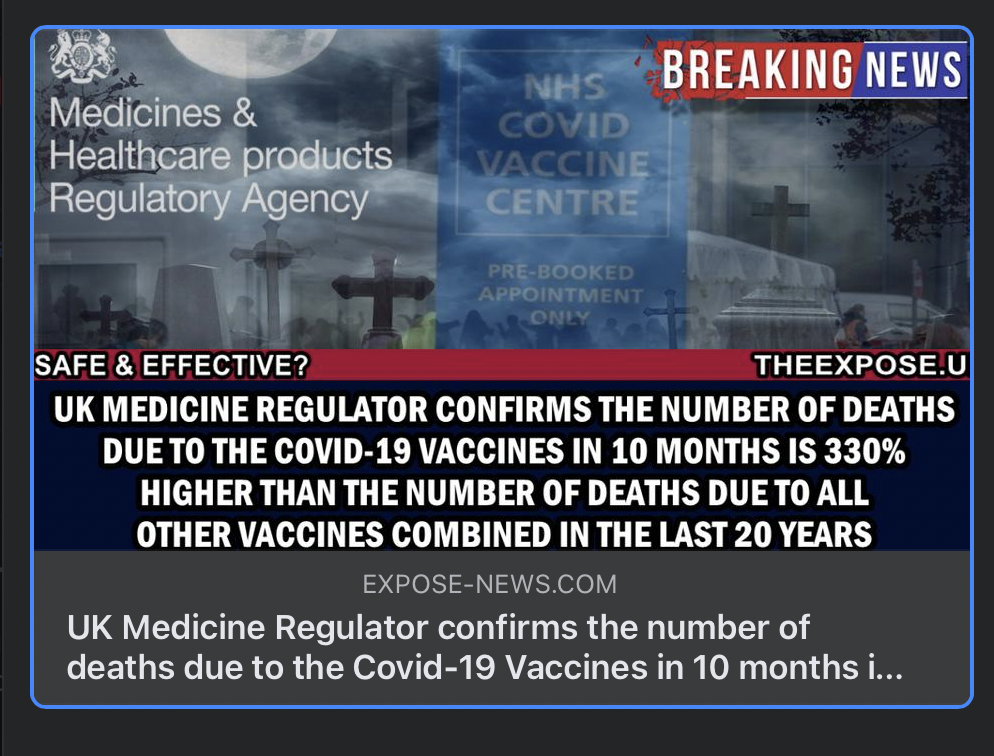 Medicines &
Healthcare products
Regulatory Agency
BREAKING NEWS
NHS
COVID
VACCINE
CENTRE
PRE-BOOKED
APPOINTMENT
ONLY
SAFE & EFFECTIVE?
THEEXPOSE.U
UK MEDICINE REGULATOR CONFIRMS THE NUMBER OF DEATHS
DUE TO THE COVID-19 VACCINES IN 10 MONTHS IS 330%
HIGHER THAN THE NUMBER OF DEATHS DUE TO ALL
OTHER VACCINES COMBINED IN THE LAST 20 YEARS
EXPOSE-NEWS.COM
UK Medicine Regulator confirms the number of
deaths due to the Covid-19 Vaccines in 10 months i...